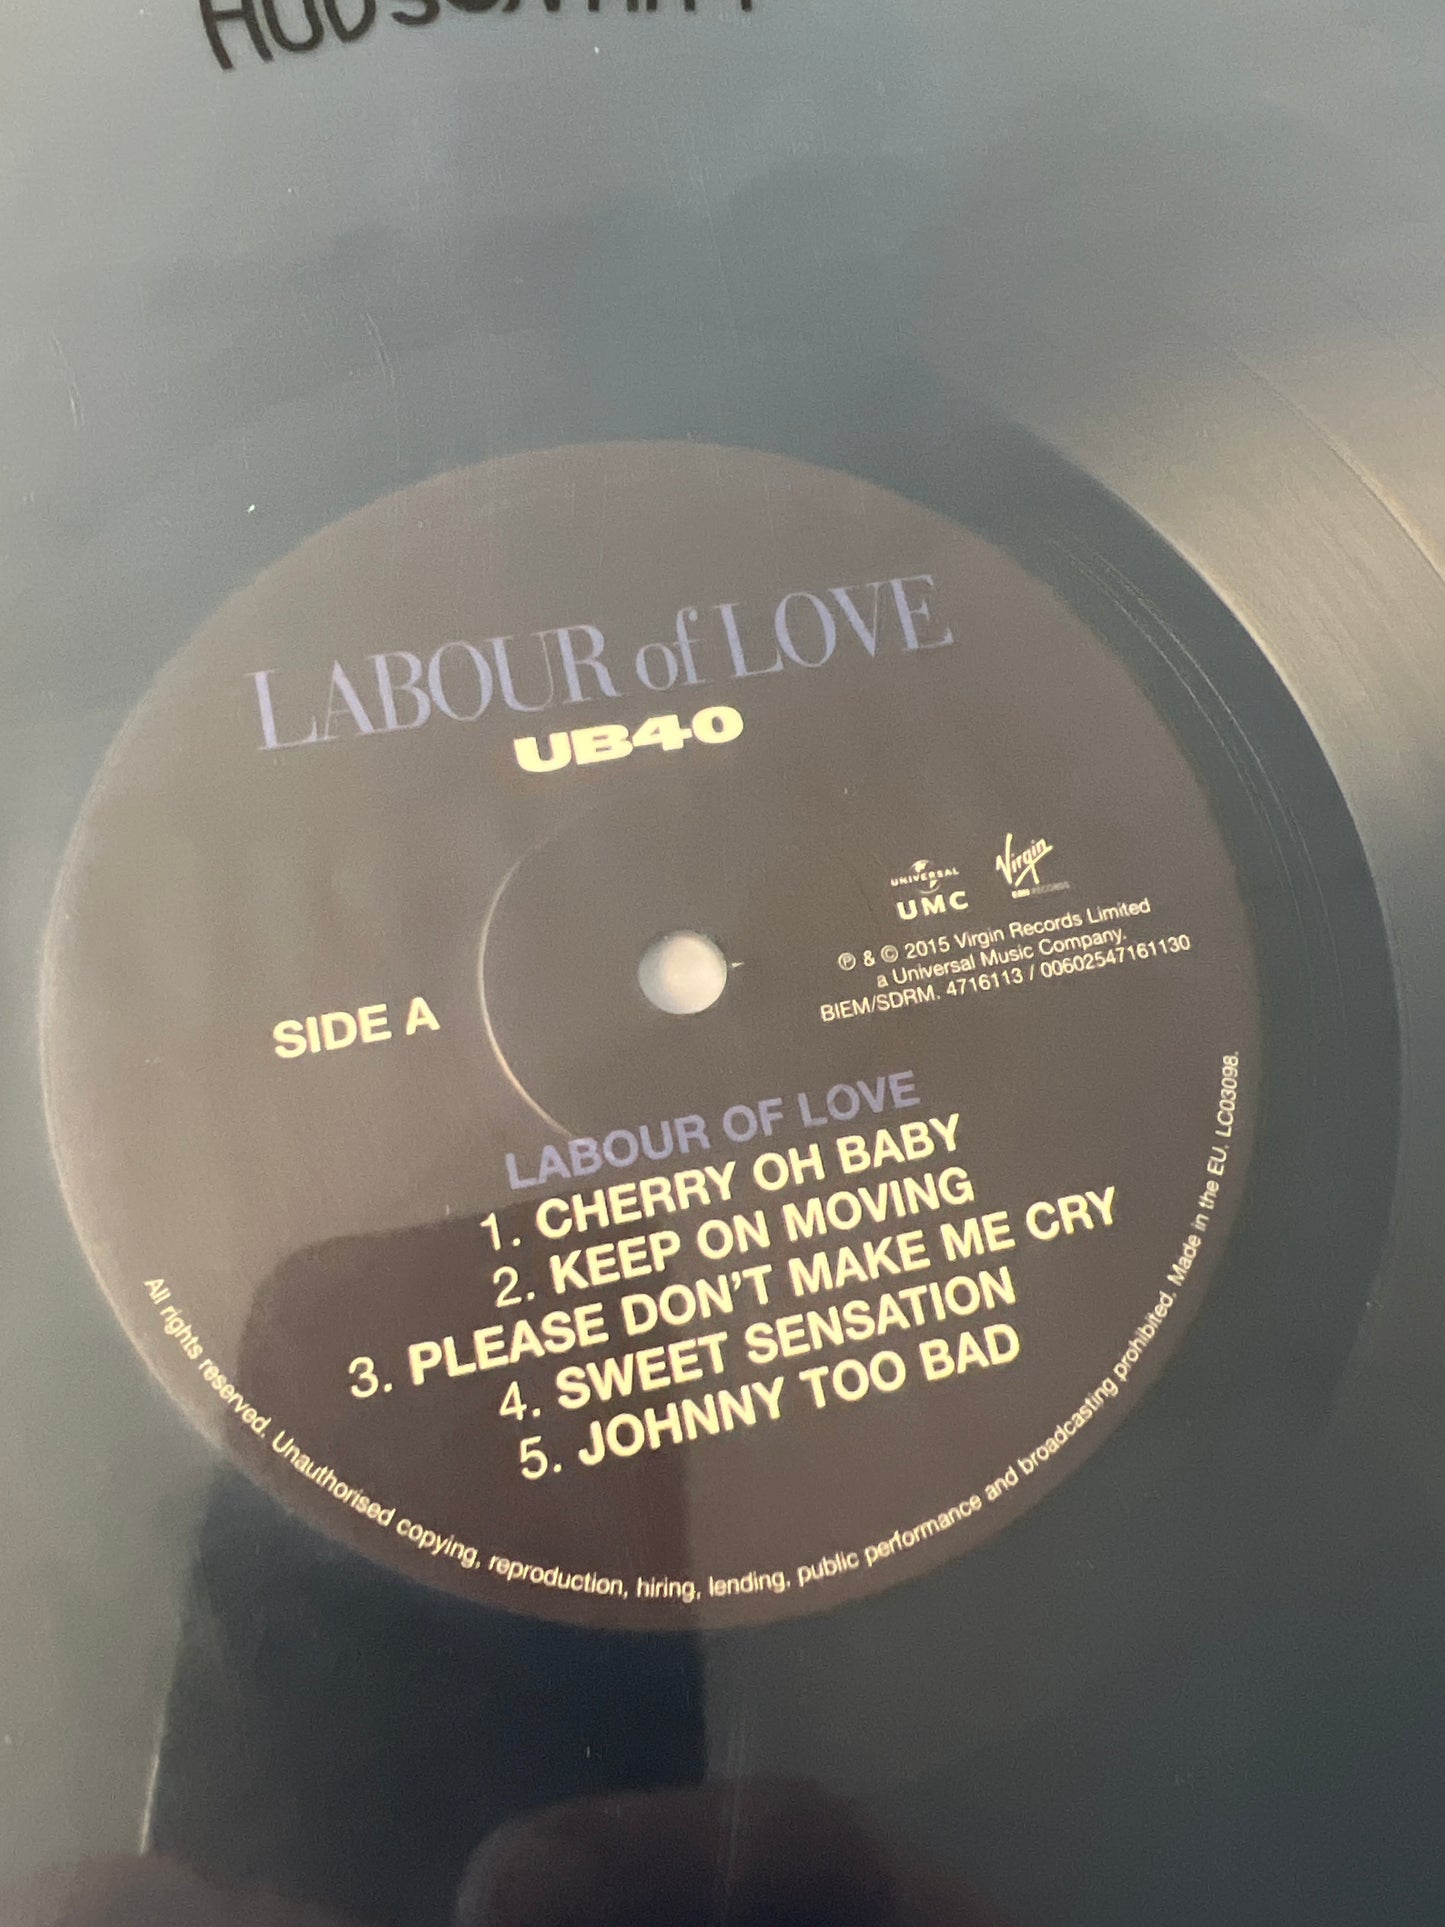 LABOUR of LOVE
UB40
UNIVERSAL
UMC
Virgin
EMI RECORDS
℗ & © 2015 Virgin Records Limited
a Universal Music Company.
BIEM/SDRM. 4716113 / 00602547161130
SIDE A
LABOUR OF LOVE
1. CHERRY OH BABY
2. KEEP ON MOVING
3. PLEASE DON'T MAKE ME CRY
4. SWEET SENSATION
5. JOHNNY TOO BAD
All rights reserved. Unauthorised copying, reproduction, hiring, lending, public performance and broadcasting prohibited. Made in the EU. LC03098.